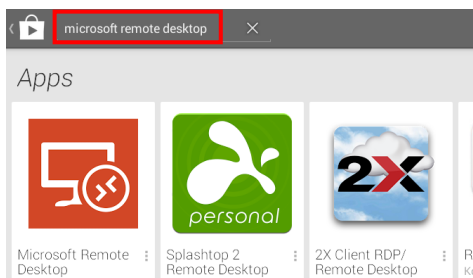 microsoft remote desktop
Apps
personal
2X
Microsoft Remote
Desktop
Splashtop 2
Remote Desktop
2X Client RDP/
Remote Desktop